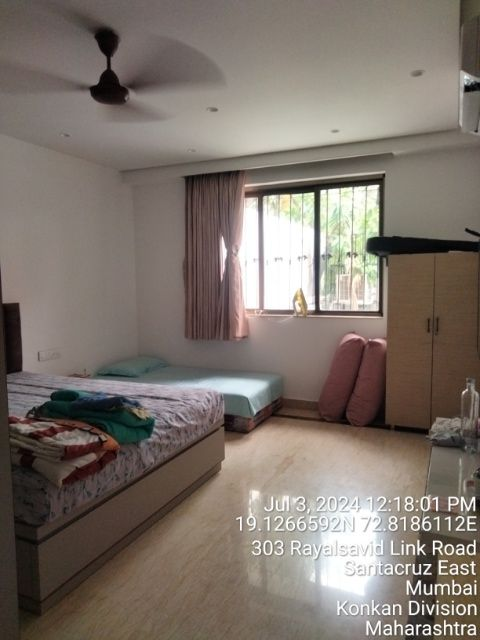 Jul 3, 2024 12:18:01 PM
19.1266592N 72.8186112E
303 Rayalsavid Link Road
Santacruz East
Mumbai
Konkan Division
Maharashtra